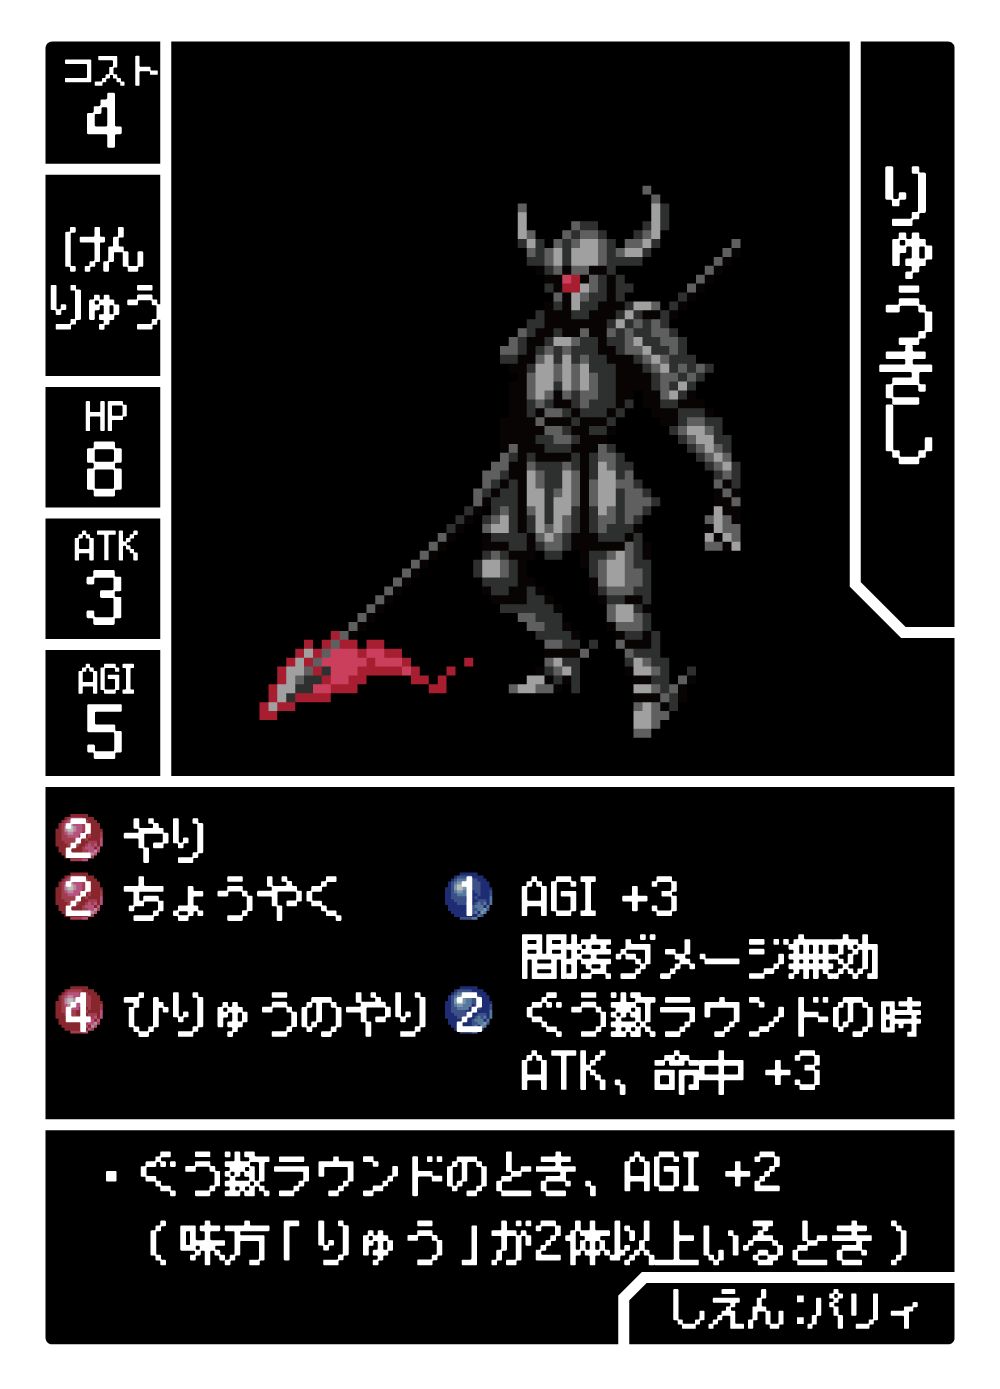 コスト
4
けん
りゅう
HP
8
ATK
3
AGI
5
りゅうきし
2 やり
2 ちょうやく 1 AGI +3
間接ダメージ無効
4 ひりゅうのやり 2 ぐう数ラウンドの時
ATK、命中 +3
・ぐう数ラウンドのとき、AGI +2
(味方「りゅう」が2体以上いるとき)
しえん:パリィ